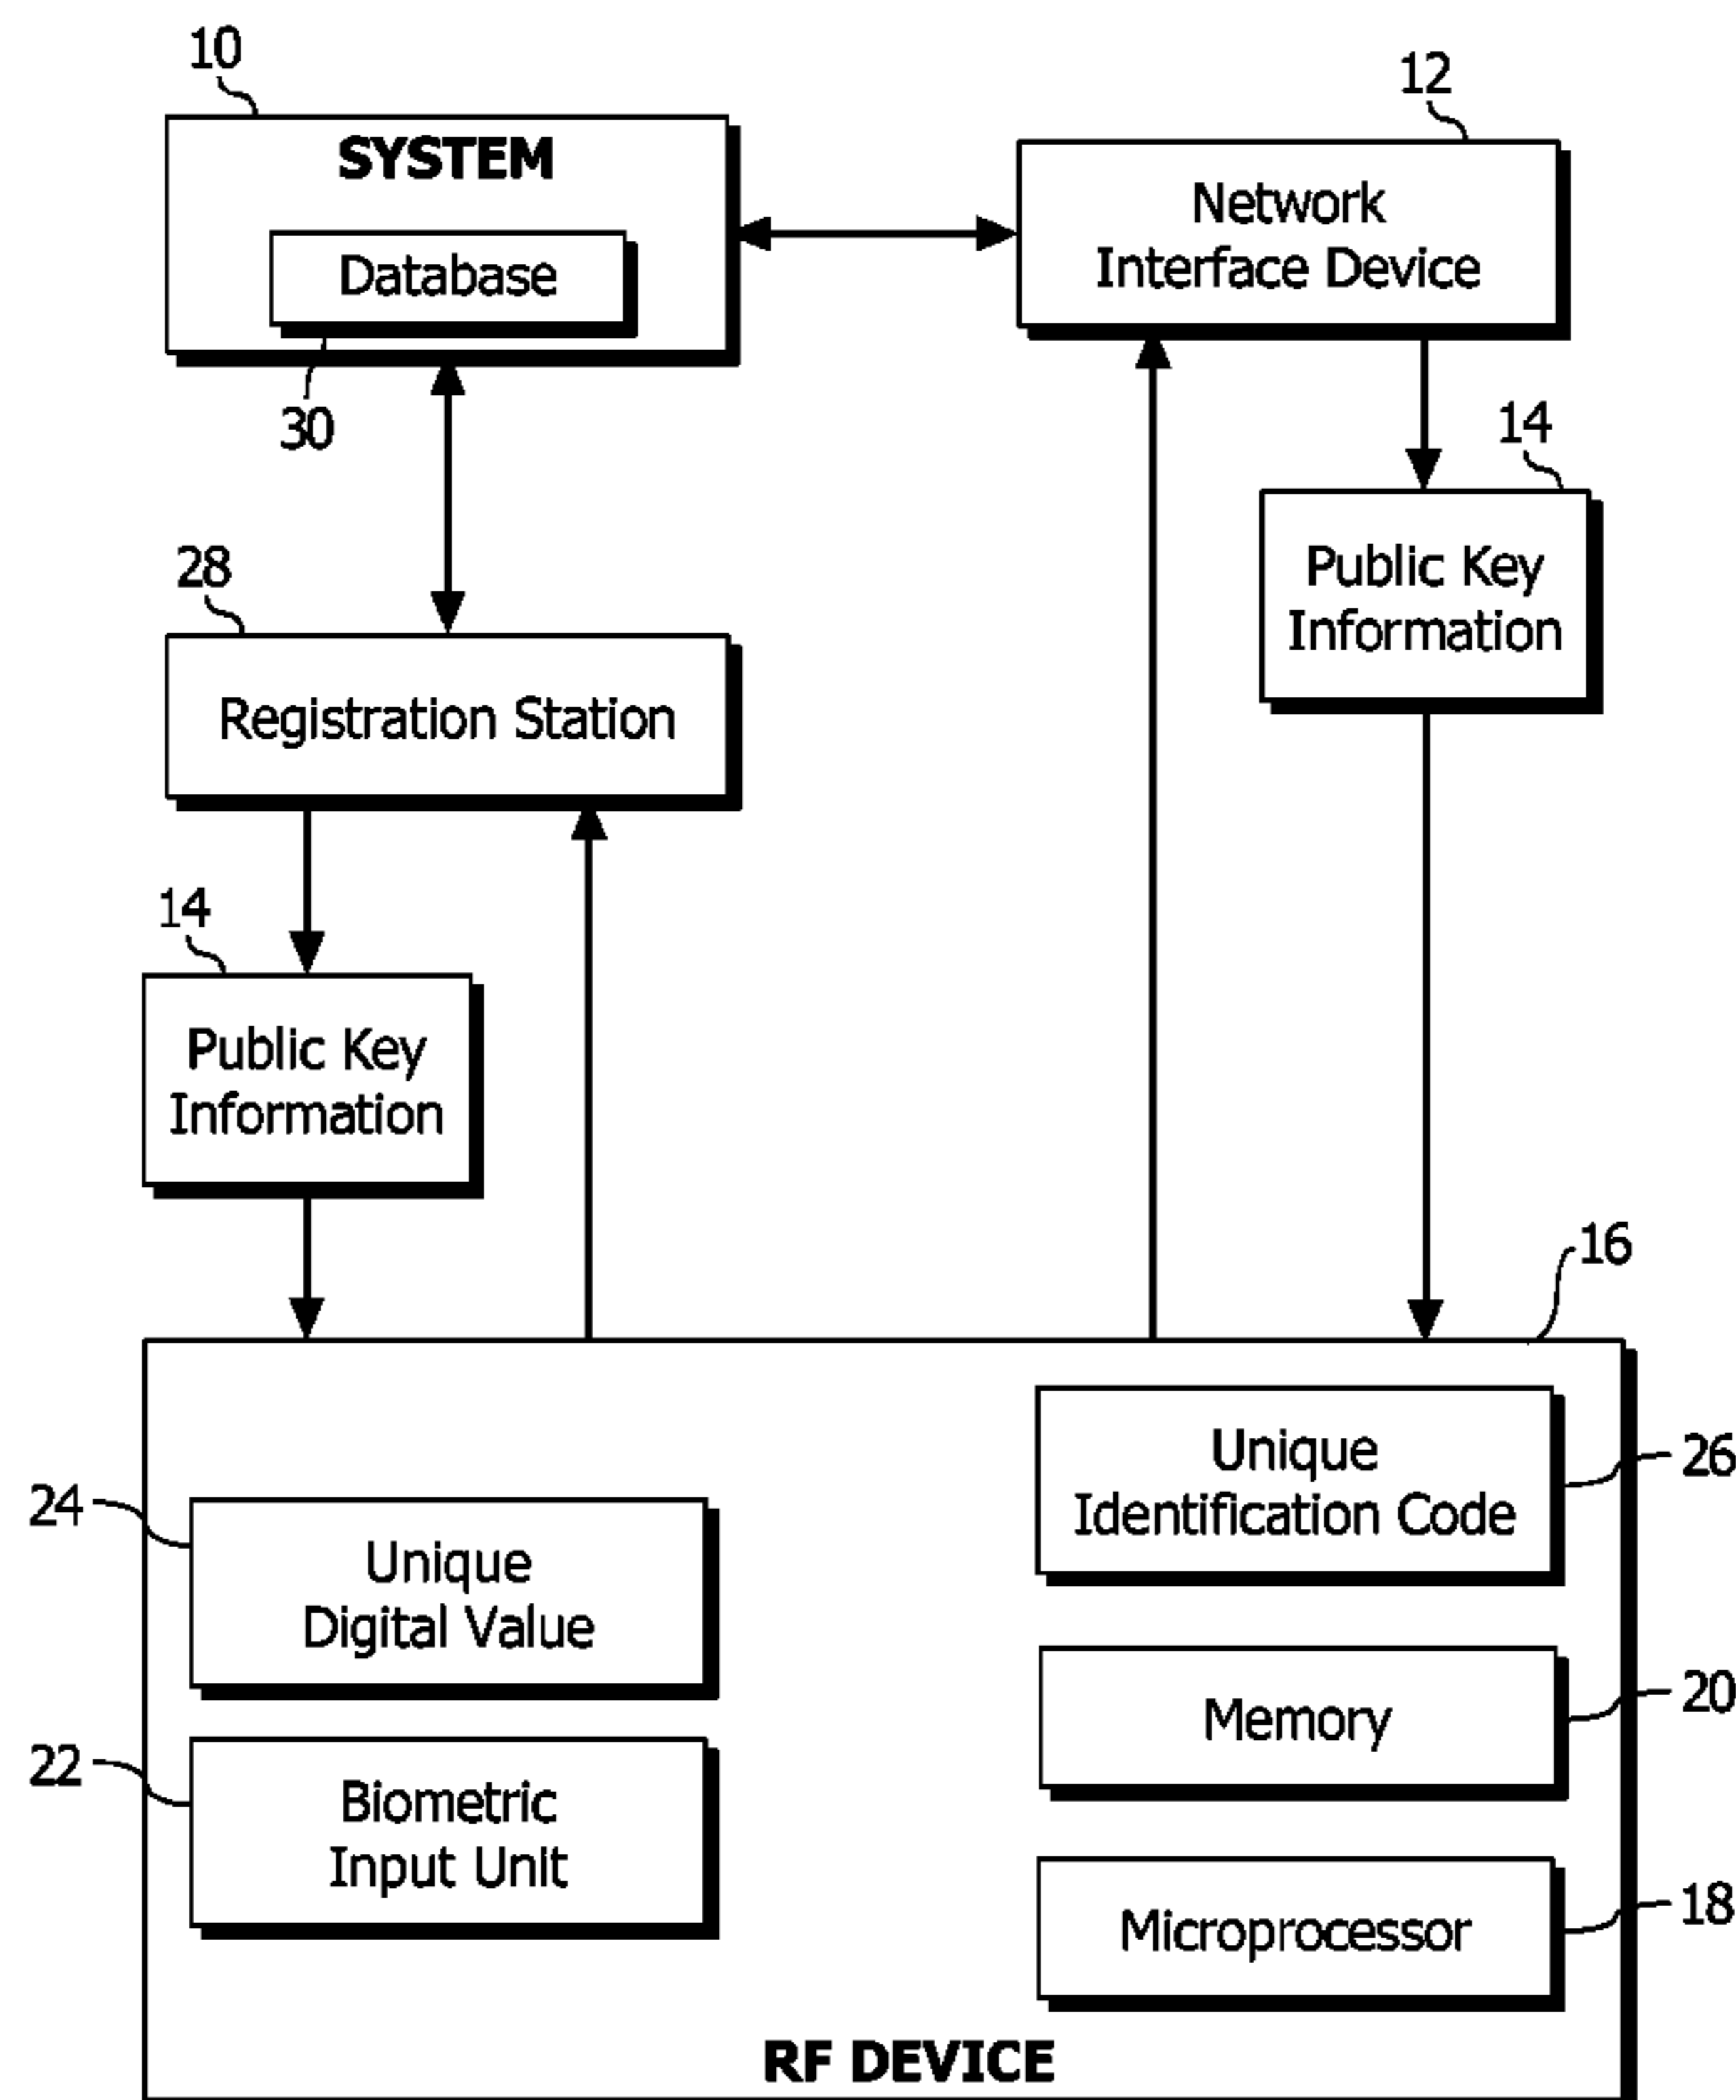 10
12
SYSTEM
Network
Interface Device
Database
30
14
Public Key
Information
28
Registration Station
14
Public Key
Information
16
Unique
Identification Code
26
24
Unique
Digital Value
Memory
20
22
Biometric
Input Unit
Microprocessor
18
RF DEVICE